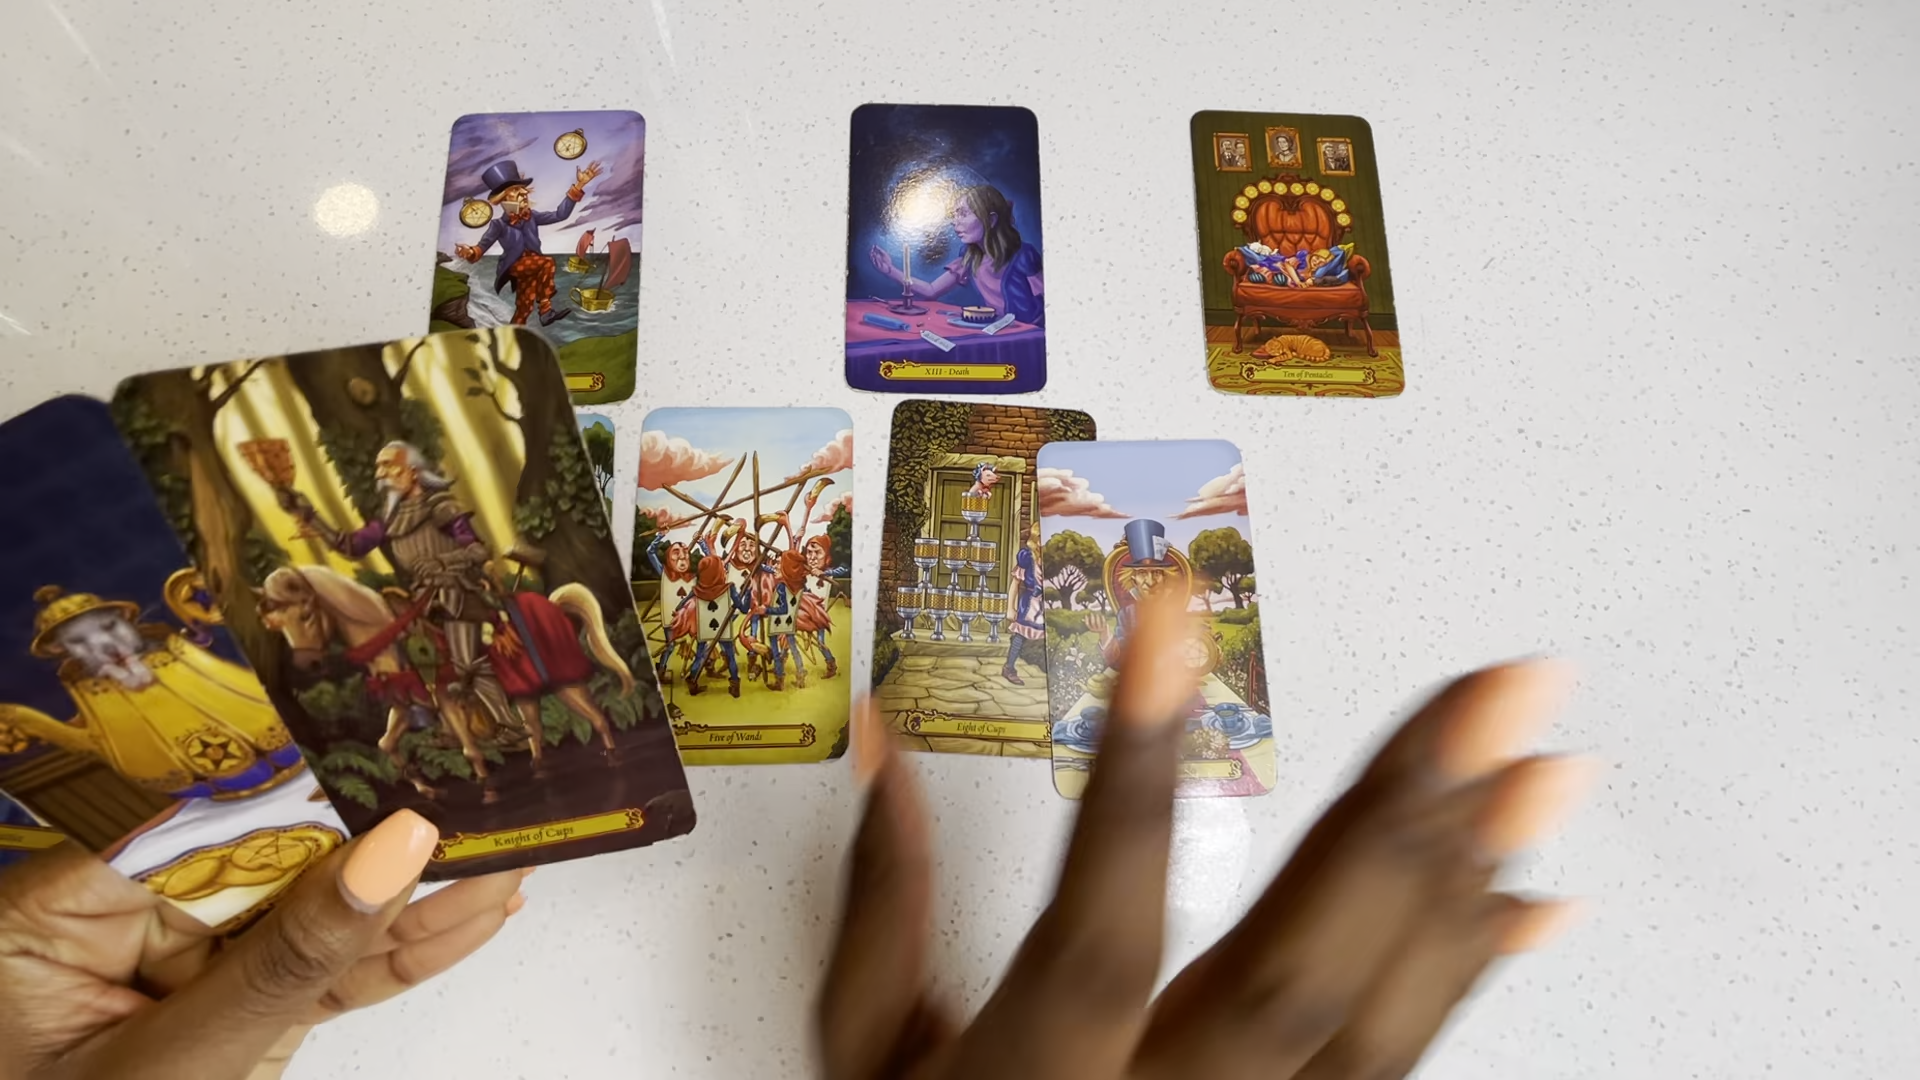 XIII - Death
Ten of Pentacles
Five of Wands
Eight of Cups
Knight of Cups